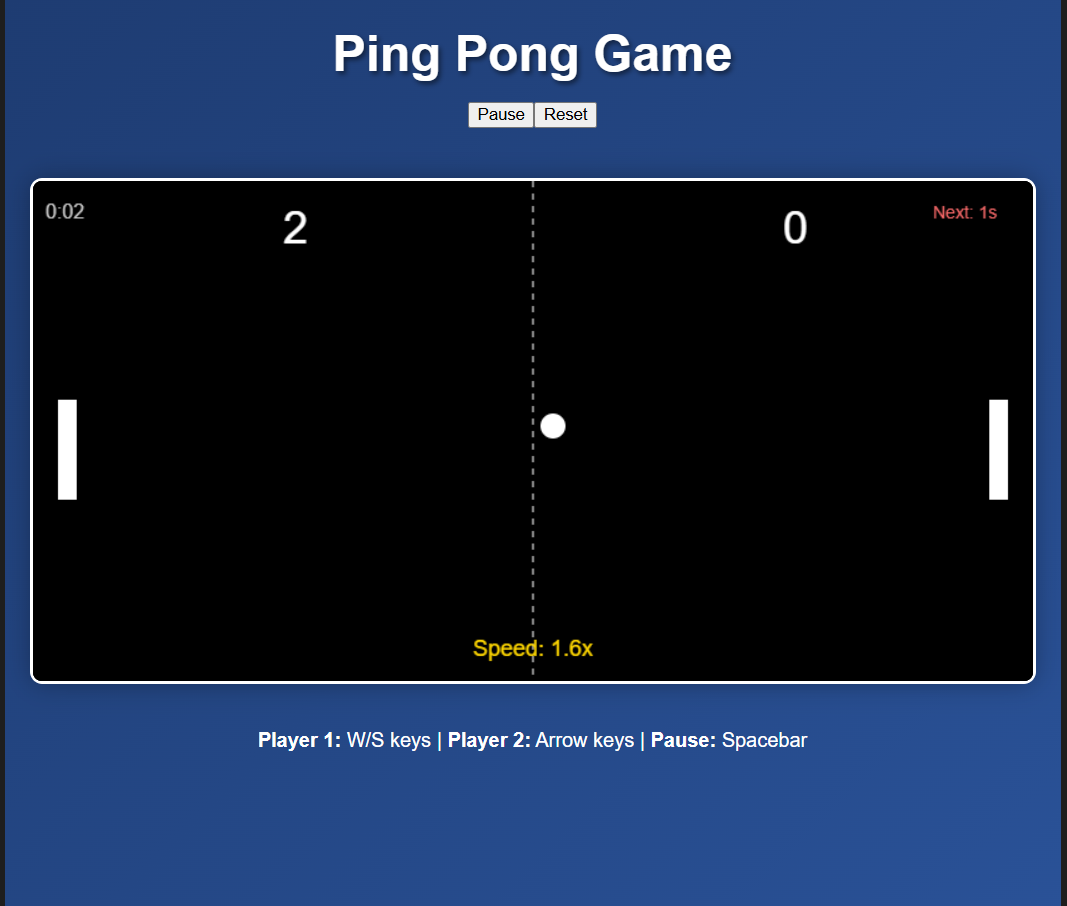 Ping Pong Game
Pause Reset
0:02 2 0 Next: 1s
Speed: 1.6x
Player 1: W/S keys | Player 2: Arrow keys | Pause: Spacebar